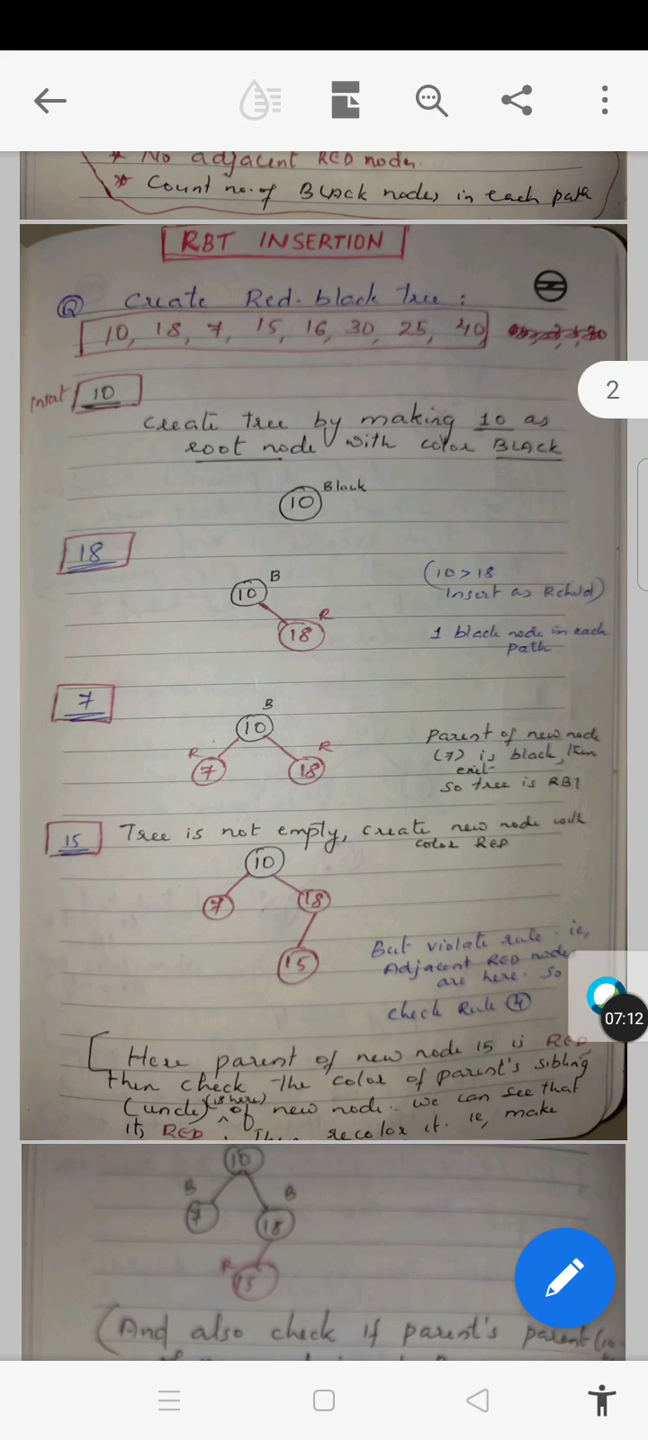 * No adjacent RED nodes.
* Count no. of BLACK nodes in each path
RBT INSERTION
Q Create Red-black tree :
10, 18, 7, 15, 16, 30, 25, 40
2
Insert 10
Create tree by making 10 as
root node with color BLACK
Black
10
18
B
10
R
18
(10 > 18
Insert as Rchild)
1 black node in each
path
7
B
10
R
7
R
18
Parent of new node
(7) is black, then
exit
So tree is RBT
15 Tree is not empty, create new node with
color RED
10
7
18
15
But violate rule ie,
Adjacent RED node
are here. So
check Rule 4
07:12
Here parent of new node 15 is RED
then check the color of parent's sibling
(uncle) (is here) of new node. we can see that
its RED. Then recolor it. ie, make
10
B
7
B
18
R
15
(And also check if parent's parent